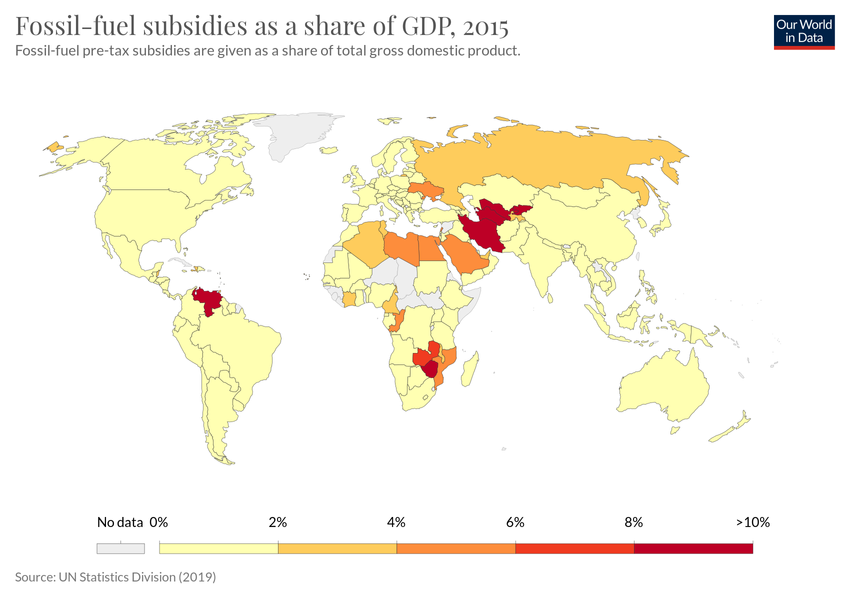 Fossil-fuel subsidies as a share of GDP, 2015
Fossil-fuel pre-tax subsidies are given as a share of total gross domestic product.
Our World
in Data
No data 0% 2% 4% 6% 8% >10%
Source: UN Statistics Division (2019)